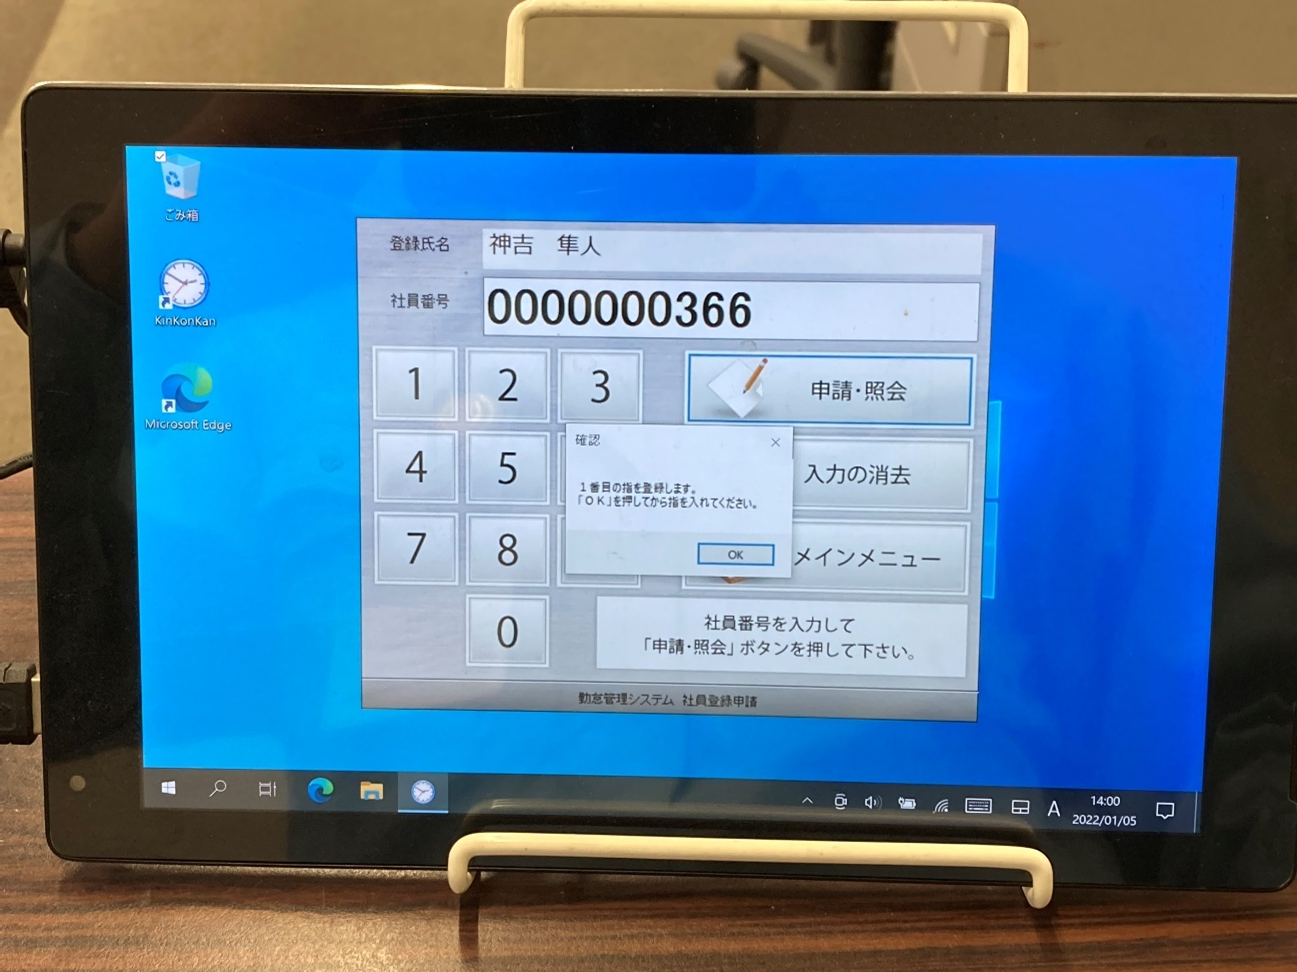 ごみ箱
KinKonKan
Microsoft Edge
登録氏名
神吉　隼人
社員番号
0000000366
1
2
3
申請・照会
4
5
入力の消去
7
8
メインメニュー
0
確認
１番目の指を登録します。
「ＯＫ」を押してから指を入れてください。
OK
社員番号を入力して
「申請・照会」ボタンを押して下さい。
勤怠管理システム 社員登録申請
A
14:00
2022/01/05